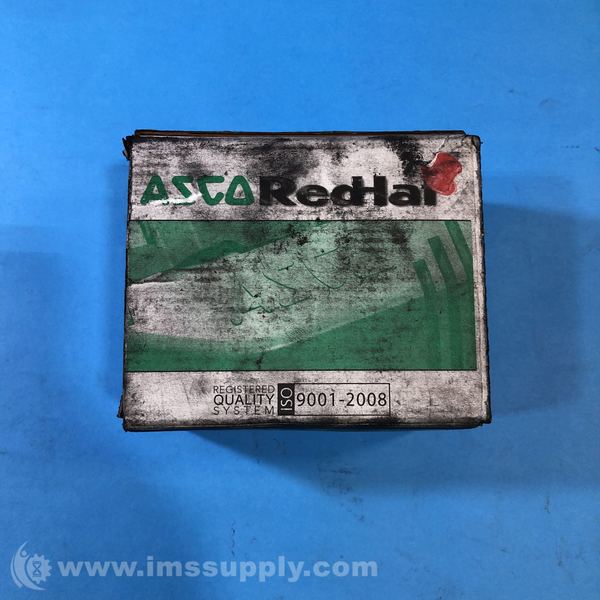 ASCO RedHat
REGISTERED
QUALITY
SYSTEM
ISO 9001-2008
www.imssupply.com